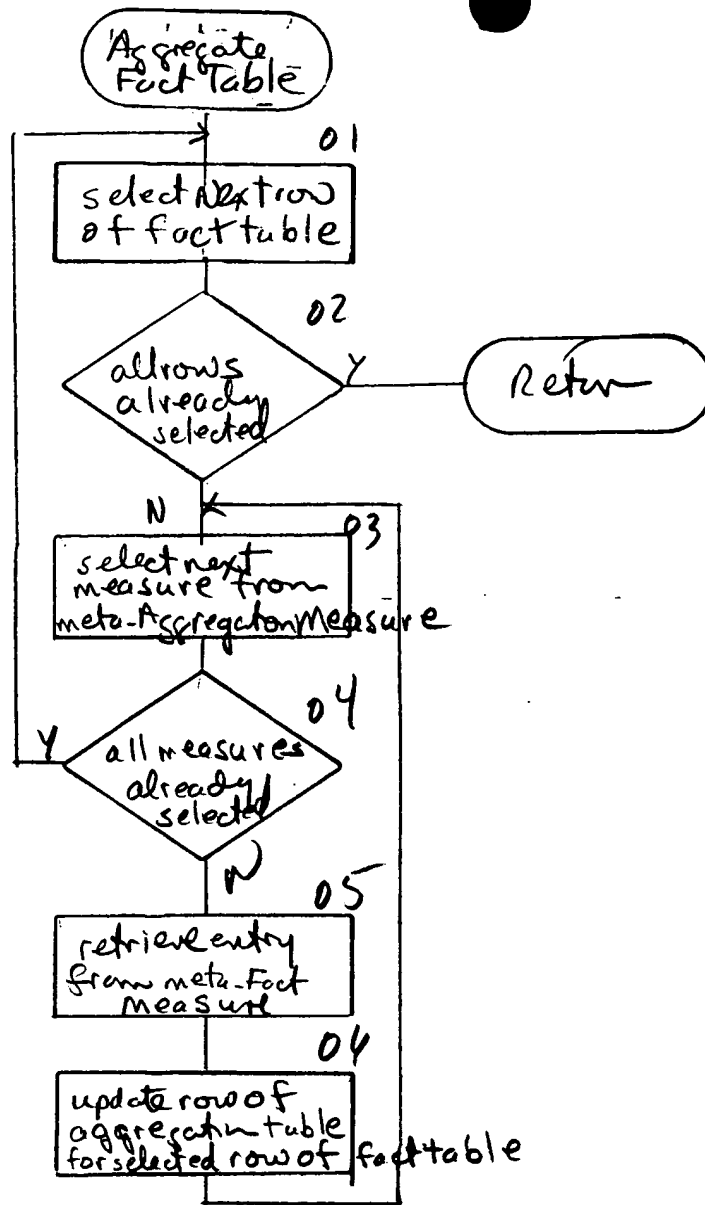 Aggregate
Fact Table
01
select Next row
of fact table
02
all rows
already
selected
Y
Return
N
03
select next
measure from
meta-Aggregation Measure
04
Y
all measures
already
selected
N
05
retrieve entry
from meta-Fact
Measure
04
update row of
aggregation table
for selected row of fact table